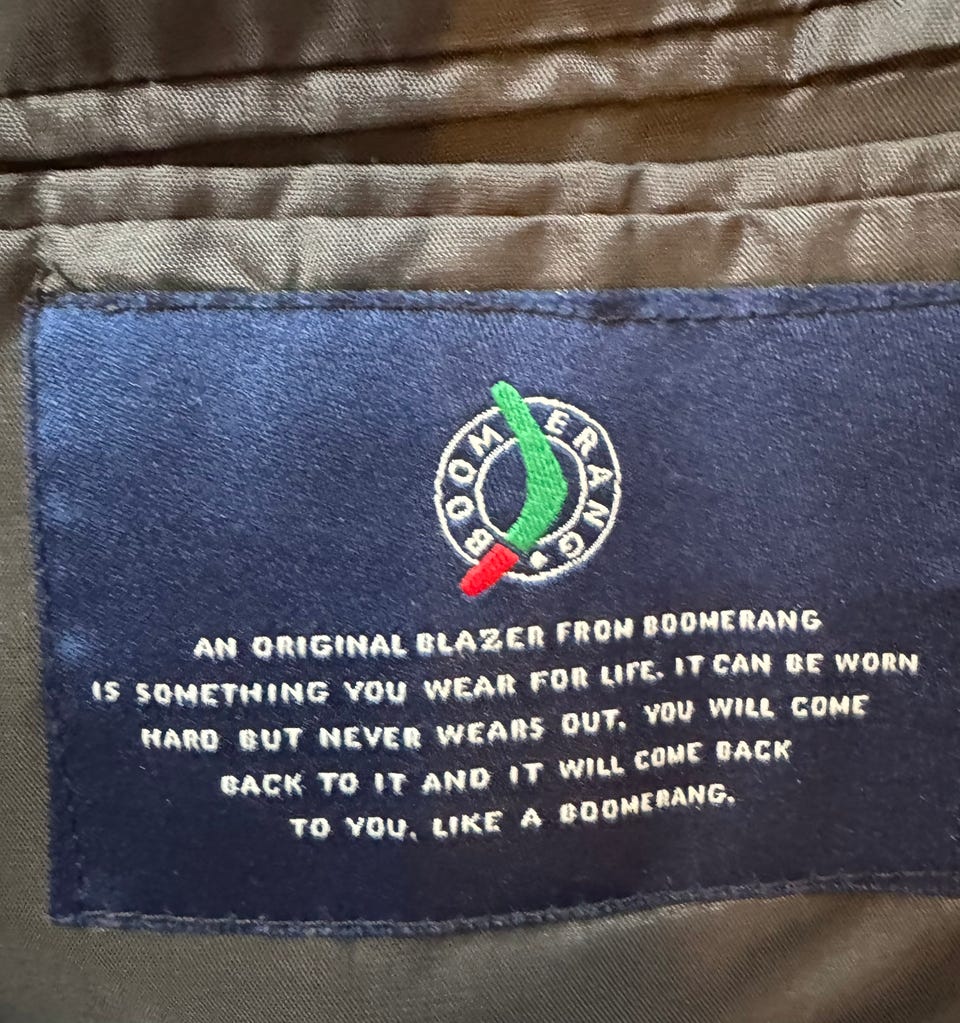 BOOMERANG
AN ORIGINAL BLAZER FROM BOOMERANG
IS SOMETHING YOU WEAR FOR LIFE. IT CAN BE WORN
HARD BUT NEVER WEARS OUT. YOU WILL COME
BACK TO IT AND IT WILL COME BACK
TO YOU. LIKE A BOOMERANG.